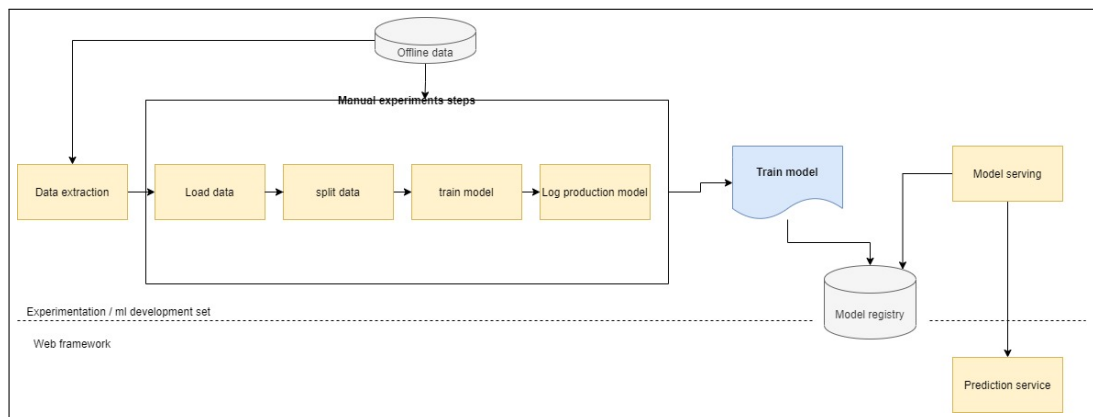 Offline data
Manual experiments steps
Data extraction
Load data
split data
train model
Log production model
Train model
Model serving
Model registry
Experimentation / ml development set
Web framework
Prediction service